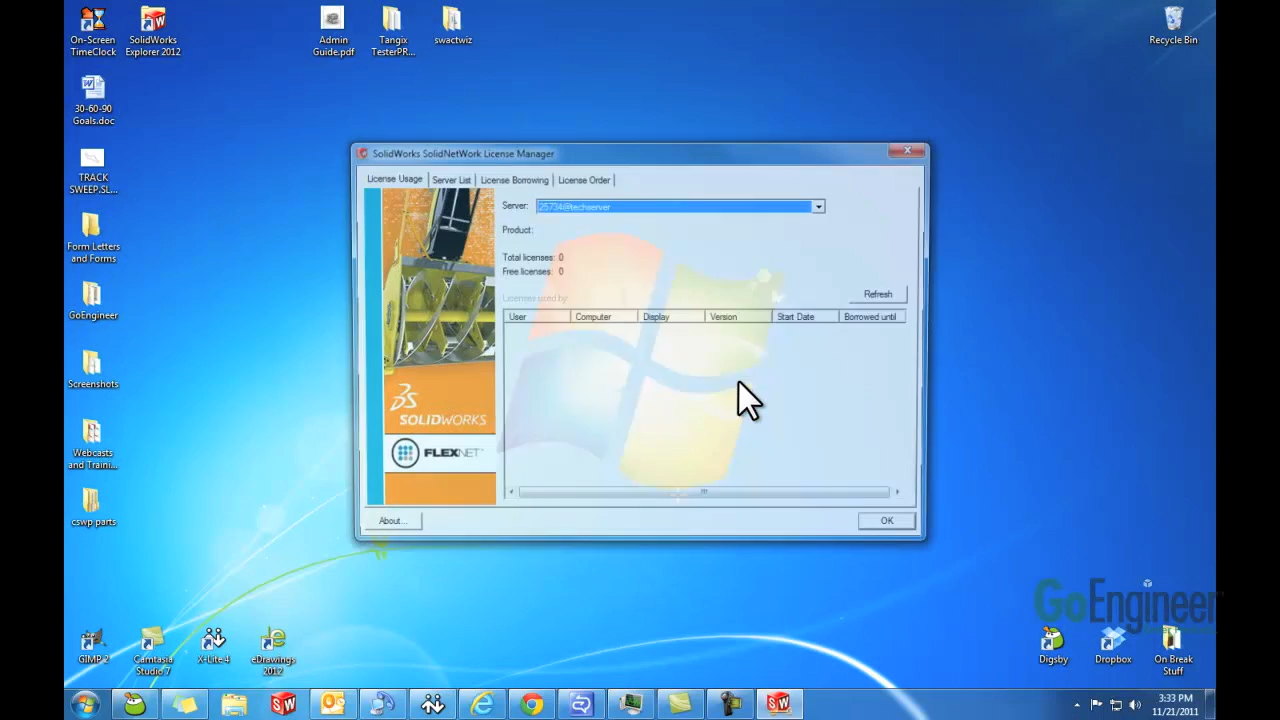 On-Screen
TimeClock
SolidWorks
Explorer 2012
Admin
Guide.pdf
Tangix
TesterPR...
swactwiz
Recycle Bin
30-60-90
Goals.doc
TRACK
SWEEP.SL...
Form Letters
and Forms
GoEngineer
Screenshots
Webcasts
and Traini...
cswp parts
SolidWorks SolidNetWork License Manager
License Usage
Server List
License Borrowing
License Order
Server:
25734@techserver
Product:
Total licenses: 0
Free licenses: 0
Licenses used by:
Refresh
User
Computer
Display
Version
Start Date
Borrowed until
DS
SOLIDWORKS
FLEXNET
About...
OK
GoEngineer
GIMP 2
Camtasia
Studio 7
X-Lite 4
eDrawings
2012
Digsby
Dropbox
On Break
Stuff
3:33 PM
11/21/2011